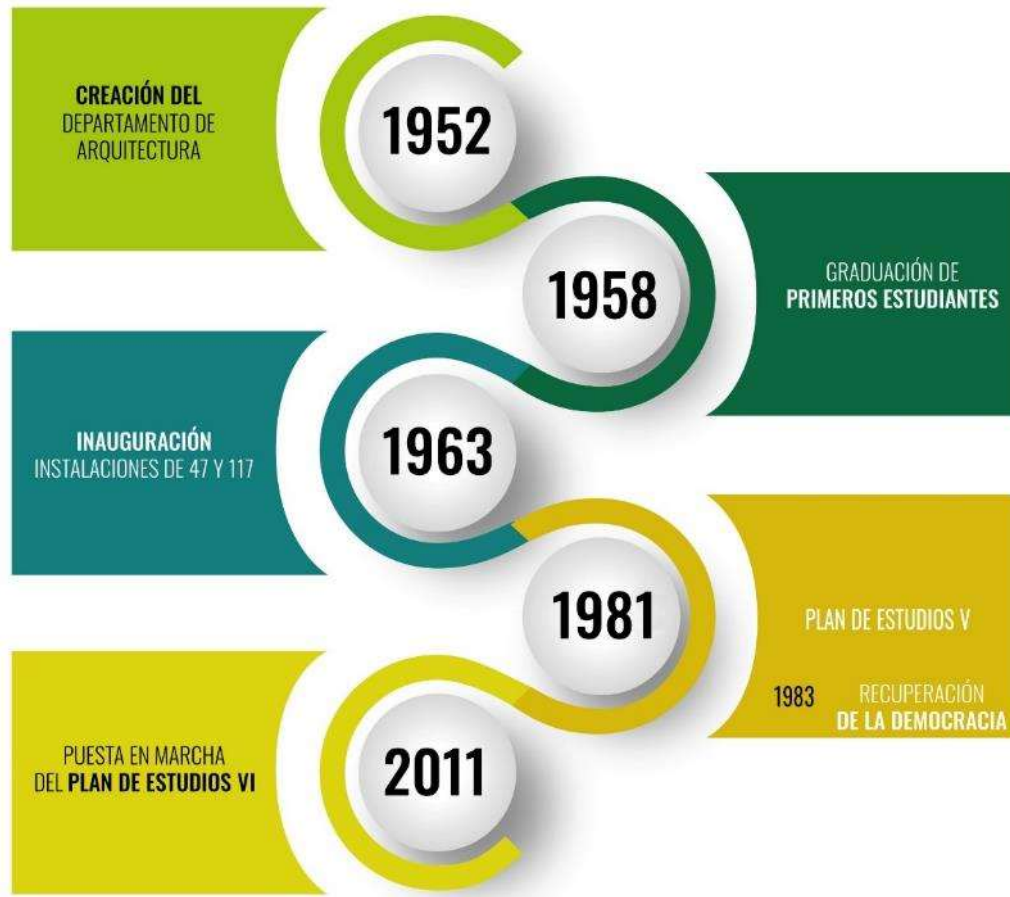 CREACIÓN DEL
DEPARTAMENTO DE
ARQUITECTURA
1952
1958
GRADUACIÓN DE
PRIMEROS ESTUDIANTES
INAUGURACIÓN
INSTALACIONES DE 47 Y 117
1963
1981
PLAN DE ESTUDIOS V
1983 RECUPERACIÓN
DE LA DEMOCRACIA
PUESTA EN MARCHA
DEL PLAN DE ESTUDIOS VI
2011